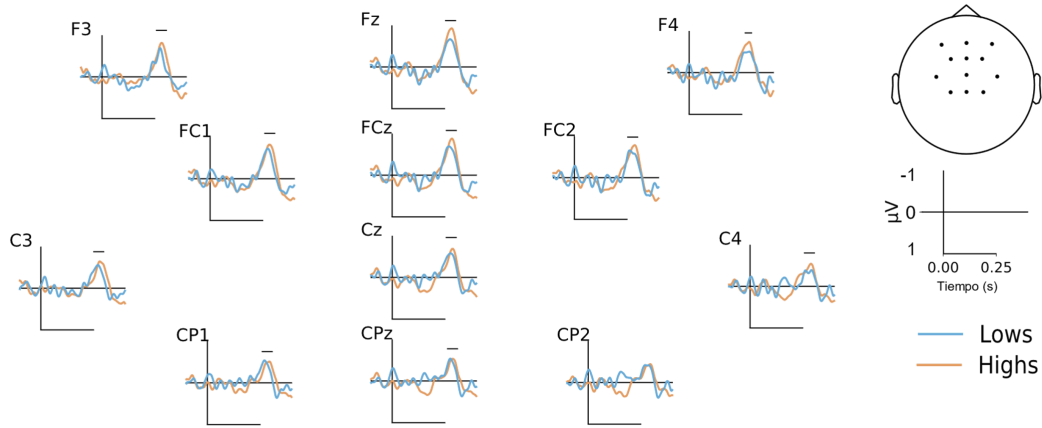 F3
Fz
F4
FC1
FCz
FC2
C3
Cz
C4
CP1
CPz
CP2
-1
μV
0
1
0.00 0.25
Tiempo (s)
Lows
Highs